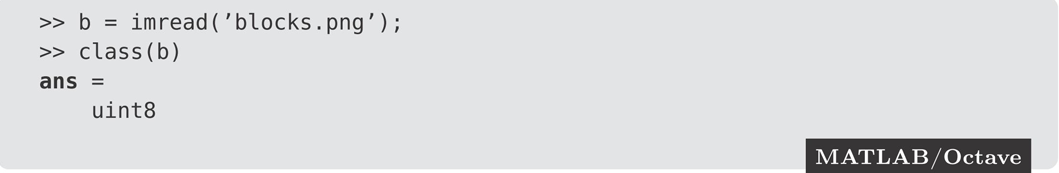 >> b = imread(’blocks.png’);
>> class(b)
ans =
    uint8
MATLAB/Octave